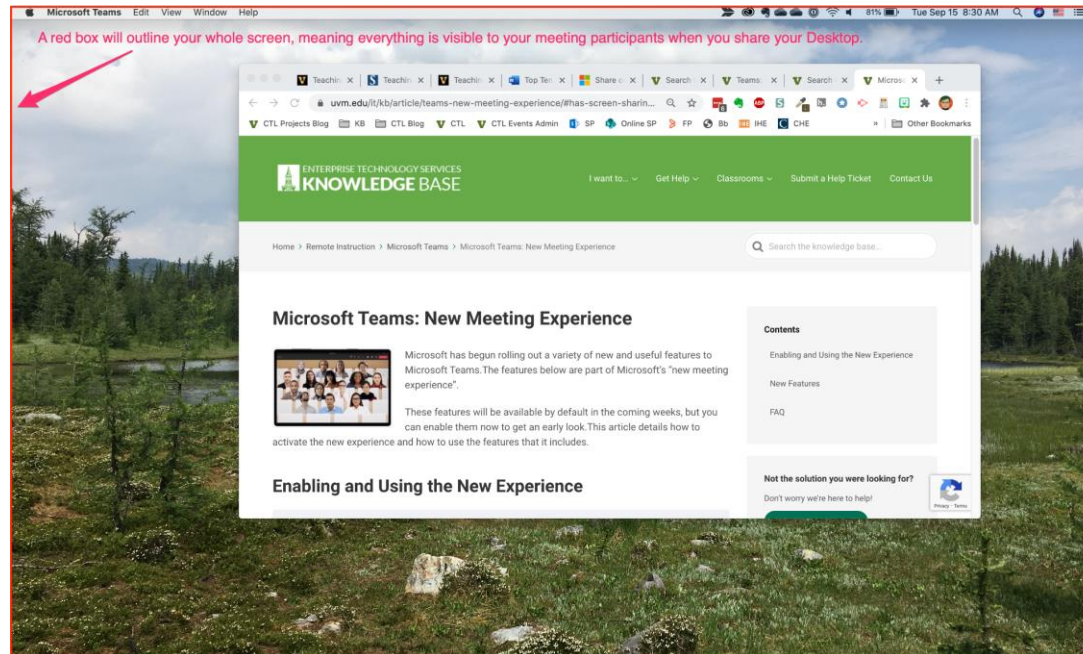 Microsoft Teams Edit View Window Help 81% Tue Sep 15 8:30 AM
A red box will outline your whole screen, meaning everything is visible to your meeting participants when you share your Desktop.
Teachin Teachin Teachin Top Ten Share c Search Teams: Search Micros
uvm.edu/it/kb/article/teams-new-meeting-experience/#has-screen-sharin...
CTL Projects Blog KB CTL Blog CTL CTL Events Admin SP Online SP FP Bb IHE CHE » Other Bookmarks
ENTERPRISE TECHNOLOGY SERVICES
KNOWLEDGE BASE
I want to... Get Help Classrooms Submit a Help Ticket Contact Us
Home > Remote Instruction > Microsoft Teams > Microsoft Teams: New Meeting Experience
Search the knowledge base...
Microsoft Teams: New Meeting Experience
Microsoft has begun rolling out a variety of new and useful features to
Microsoft Teams.The features below are part of Microsoft's "new meeting
experience".
These features will be available by default in the coming weeks, but you
can enable them now to get an early look.This article details how to
activate the new experience and how to use the features that it includes.
Enabling and Using the New Experience
Contents
Enabling and Using the New Experience
New Features
FAQ
Not the solution you were looking for?
Don't worry we're here to help!
Privacy - Terms